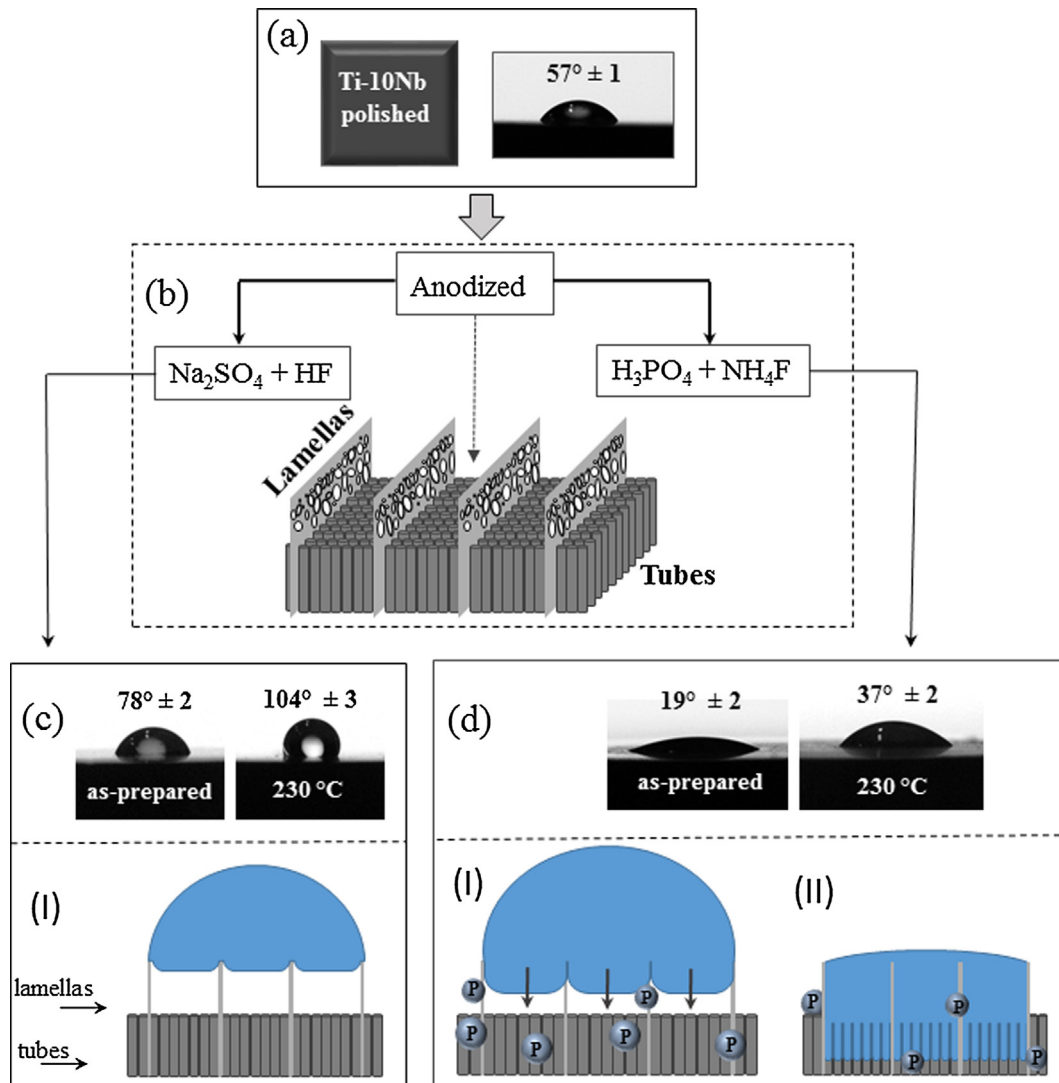 (a)
Ti-10Nb
polished
57° ± 1
(b)
Anodized
Na₂SO₄ + HF
H₃PO₄ + NH₄F
Lamellas
Tubes
(c)
78° ± 2
104° ± 3
as-prepared
230 °C
(d)
19° ± 2
37° ± 2
as-prepared
230 °C
(I)
lamellas
tubes
(I)
P
P
P
P
P
P
(II)
P
P
P
P